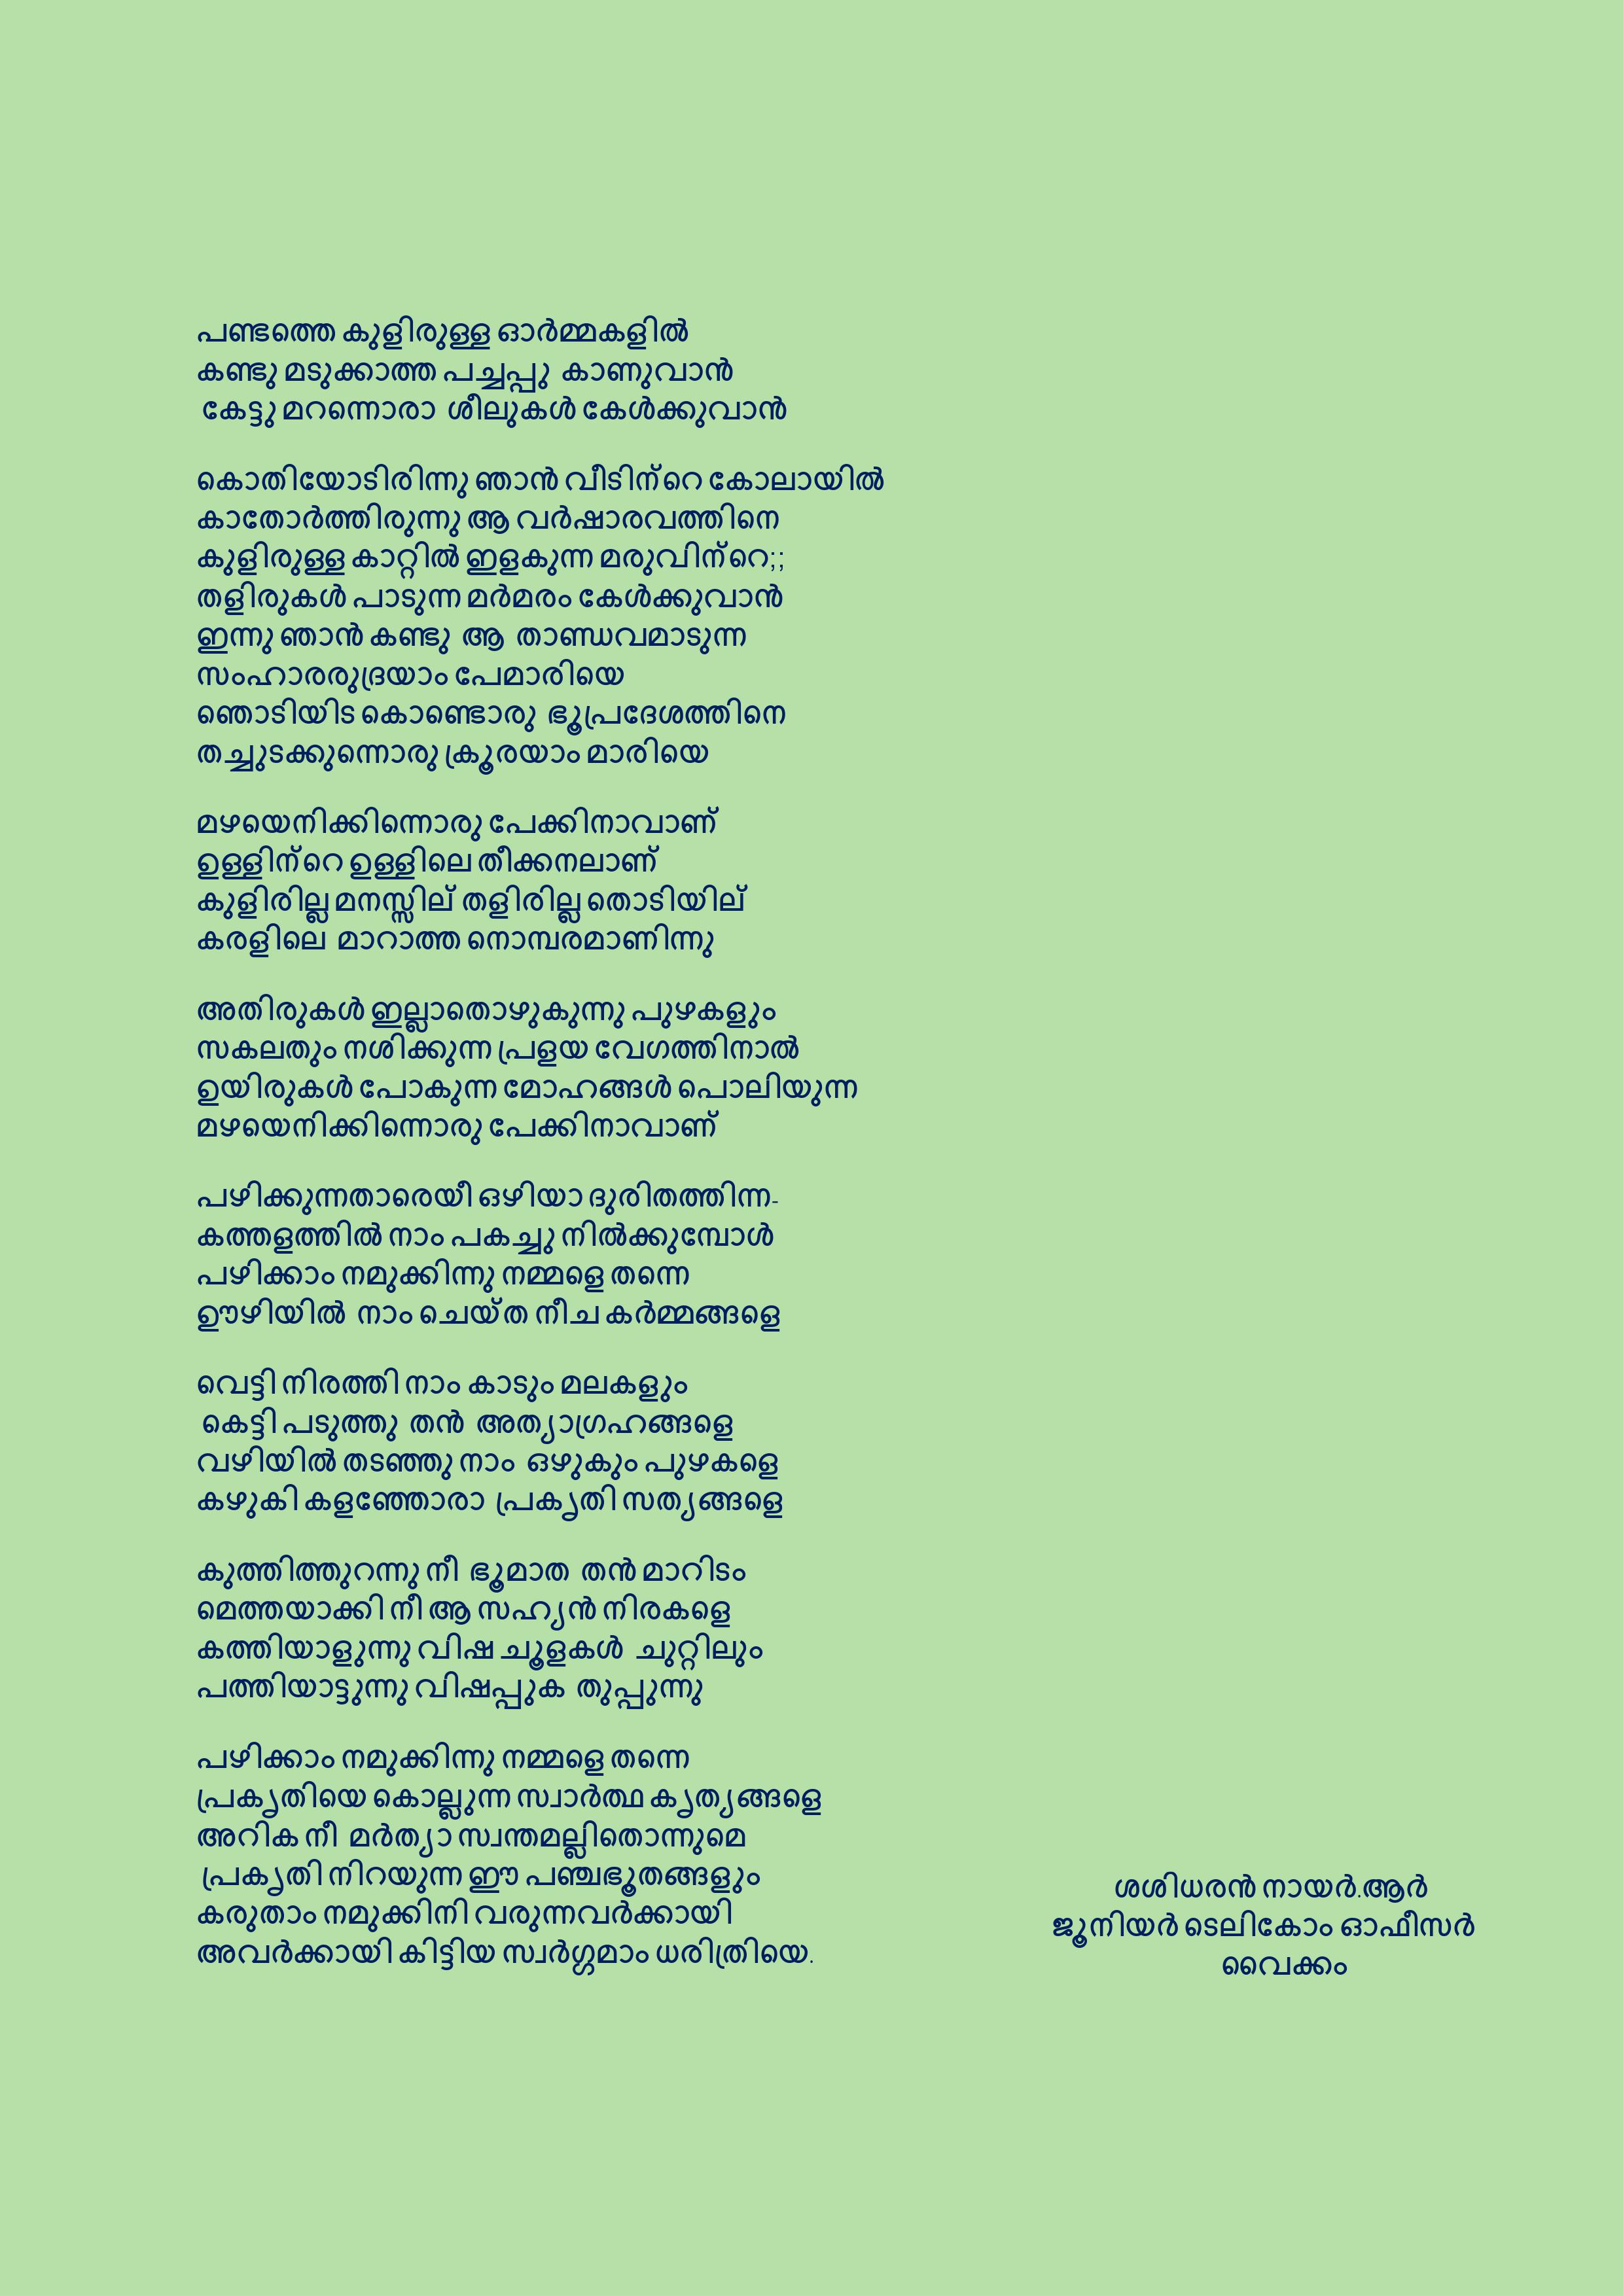 പണ്ടത്തെ കുളിരുള്ള ഓർമ്മകളിൽ
കണ്ടു മടുക്കാത്ത പച്ചപ്പു കാണുവാൻ
കേട്ടു മറന്നൊരാ ശീലുകൾ കേൾക്കുവാൻ
കൊതിയോടിരിന്നു ഞാൻ വീടിന്റെ കോലായിൽ
കാതോർത്തിരുന്നു ആ വർഷാരവത്തിനെ
കുളിരുള്ള കാറ്റിൽ ഇളകുന്ന മരുവിന്റെ;;
തളിരുകൾ പാടുന്ന മർമരം കേൾക്കുവാൻ
ഇന്നു ഞാൻ കണ്ടു ആ താണ്ഡവമാടുന്ന
സംഹാരരുദ്രയാം പേമാരിയെ
ഞൊടിയിട കൊണ്ടൊരു ഭൂപ്രദേശത്തിനെ
തച്ചുടക്കുന്നൊരു ക്രൂരയാം മാരിയെ
മഴയെനിക്കിന്നൊരു പേക്കിനാവാണ്
ഉള്ളിന്റെ ഉള്ളിലെ തീക്കനലാണ്
കുളിരില്ല മനസ്സില് തളിരില്ല തൊടിയില്
കരളിലെ മാറാത്ത നൊമ്പരമാണിന്നു
അതിരുകൾ ഇല്ലാതൊഴുകുന്നു പുഴകളും
സകലതും നശിക്കുന്ന പ്രളയ വേഗത്തിനാൽ
ഉയിരുകൾ പോകുന്ന മോഹങ്ങൾ പൊലിയുന്ന
മഴയെനിക്കിന്നൊരു പേക്കിനാവാണ്
പഴിക്കുന്നതാരെയീ ഒഴിയാ ദുരിതത്തിന്ന-
കത്തളത്തിൽ നാം പകച്ചു നിൽക്കുമ്പോൾ
പഴിക്കാം നമുക്കിന്നു നമ്മളെ തന്നെ
ഊഴിയിൽ നാം ചെയ്ത നീച കർമ്മങ്ങളെ
വെട്ടി നിരത്തി നാം കാടും മലകളും
കെട്ടി പടുത്തു തൻ അത്യാഗ്രഹങ്ങളെ
വഴിയിൽ തടഞ്ഞു നാം ഒഴുകും പുഴകളെ
കഴുകി കളഞ്ഞോരാ പ്രകൃതി സത്യങ്ങളെ
കുത്തിത്തുറന്നു നീ ഭൂമാത തൻ മാറിടം
മെത്തയാക്കി നീ ആ സഹ്യൻ നിരകളെ
കത്തിയാളുന്നു വിഷ ചൂളകൾ ചുറ്റിലും
പത്തിയാട്ടുന്നു വിഷപ്പുക തുപ്പുന്നു
പഴിക്കാം നമുക്കിന്നു നമ്മളെ തന്നെ
പ്രകൃതിയെ കൊല്ലുന്ന സ്വാർത്ഥ കൃത്യങ്ങളെ
അറിക നീ മർത്യാ സ്വന്തമല്ലിതൊന്നുമെ
പ്രകൃതി നിറയുന്ന ഈ പഞ്ചഭൂതങ്ങളും
കരുതാം നമുക്കിനി വരുന്നവർക്കായി
അവർക്കായി കിട്ടിയ സ്വർഗ്ഗമാം ധരിത്രിയെ.
ശശിധരൻ നായർ.ആർ
ജൂനിയർ ടെലികോം ഓഫീസർ
വൈക്കം